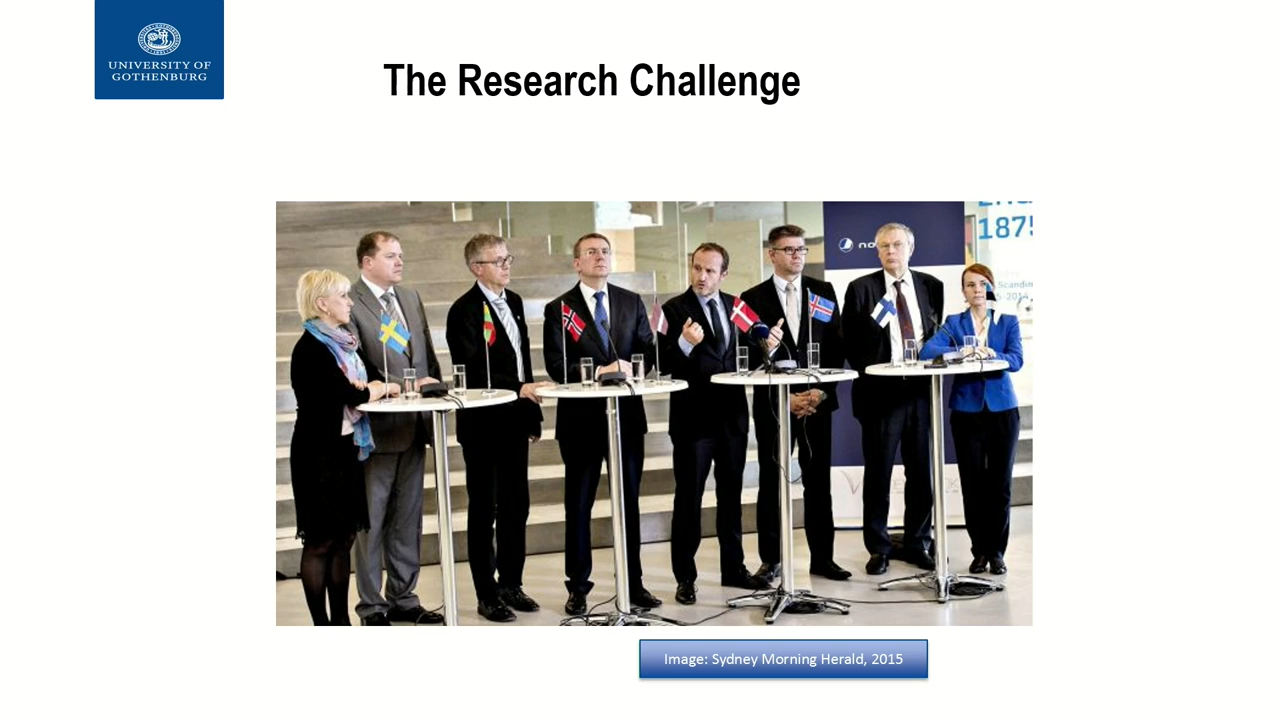 UNIVERSITY OF
GOTHENBURG
The Research Challenge
1875
Image: Sydney Morning Herald, 2015